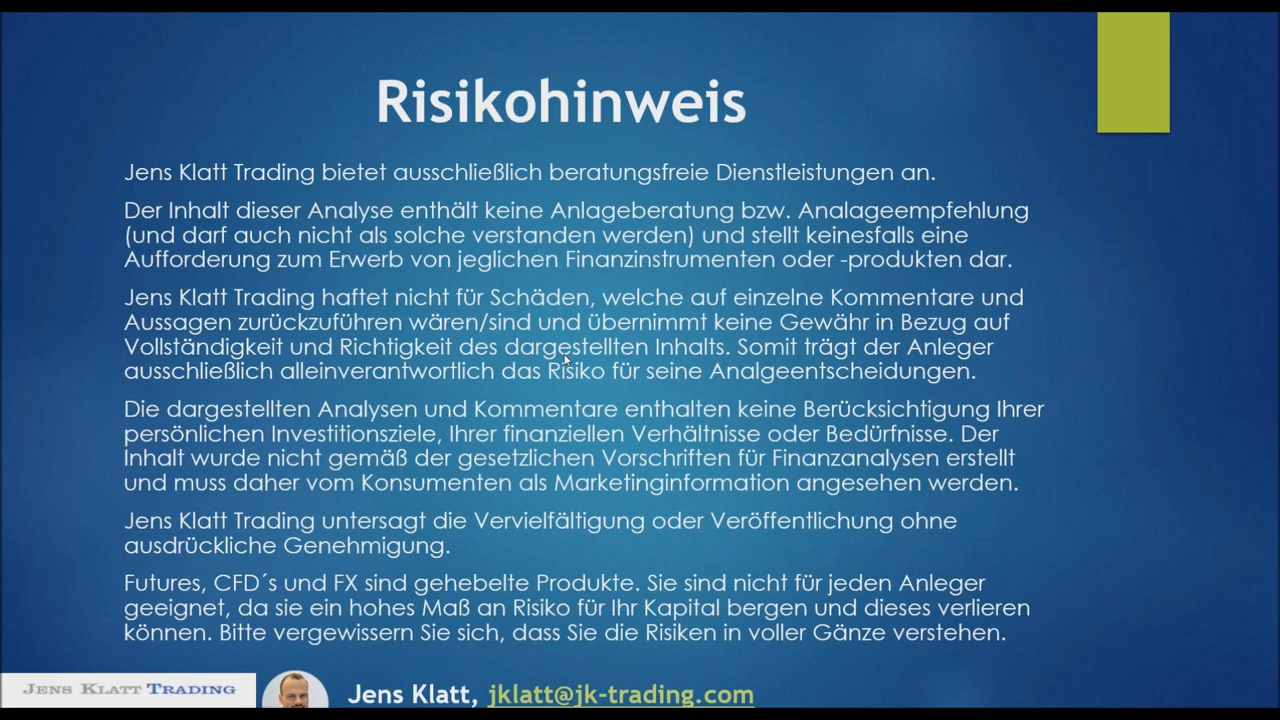 Risikohinweis
Jens Klatt Trading bietet ausschließlich beratungsfreie Dienstleistungen an.
Der Inhalt dieser Analyse enthält keine Anlageberatung bzw. Analageempfehlung
(und darf auch nicht als solche verstanden werden) und stellt keinesfalls eine
Aufforderung zum Erwerb von jeglichen Finanzinstrumenten oder -produkten dar.
Jens Klatt Trading haftet nicht für Schäden, welche auf einzelne Kommentare und
Aussagen zurückzuführen wären/sind und übernimmt keine Gewähr in Bezug auf
Vollständigkeit und Richtigkeit des dargestellten Inhalts. Somit trägt der Anleger
ausschließlich alleinverantwortlich das Risiko für seine Analgeentscheidungen.
Die dargestellten Analysen und Kommentare enthalten keine Berücksichtigung Ihrer
persönlichen Investitionsziele, Ihrer finanziellen Verhältnisse oder Bedürfnisse. Der
Inhalt wurde nicht gemäß der gesetzlichen Vorschriften für Finanzanalysen erstellt
und muss daher vom Konsumenten als Marketinginformation angesehen werden.
Jens Klatt Trading untersagt die Vervielfältigung oder Veröffentlichung ohne
ausdrückliche Genehmigung.
Futures, CFD´s und FX sind gehebelte Produkte. Sie sind nicht für jeden Anleger
geeignet, da sie ein hohes Maß an Risiko für Ihr Kapital bergen und dieses verlieren
können. Bitte vergewissern Sie sich, dass Sie die Risiken in voller Gänze verstehen.
JENS KLATT TRADING
Jens Klatt, jklatt@jk-trading.com